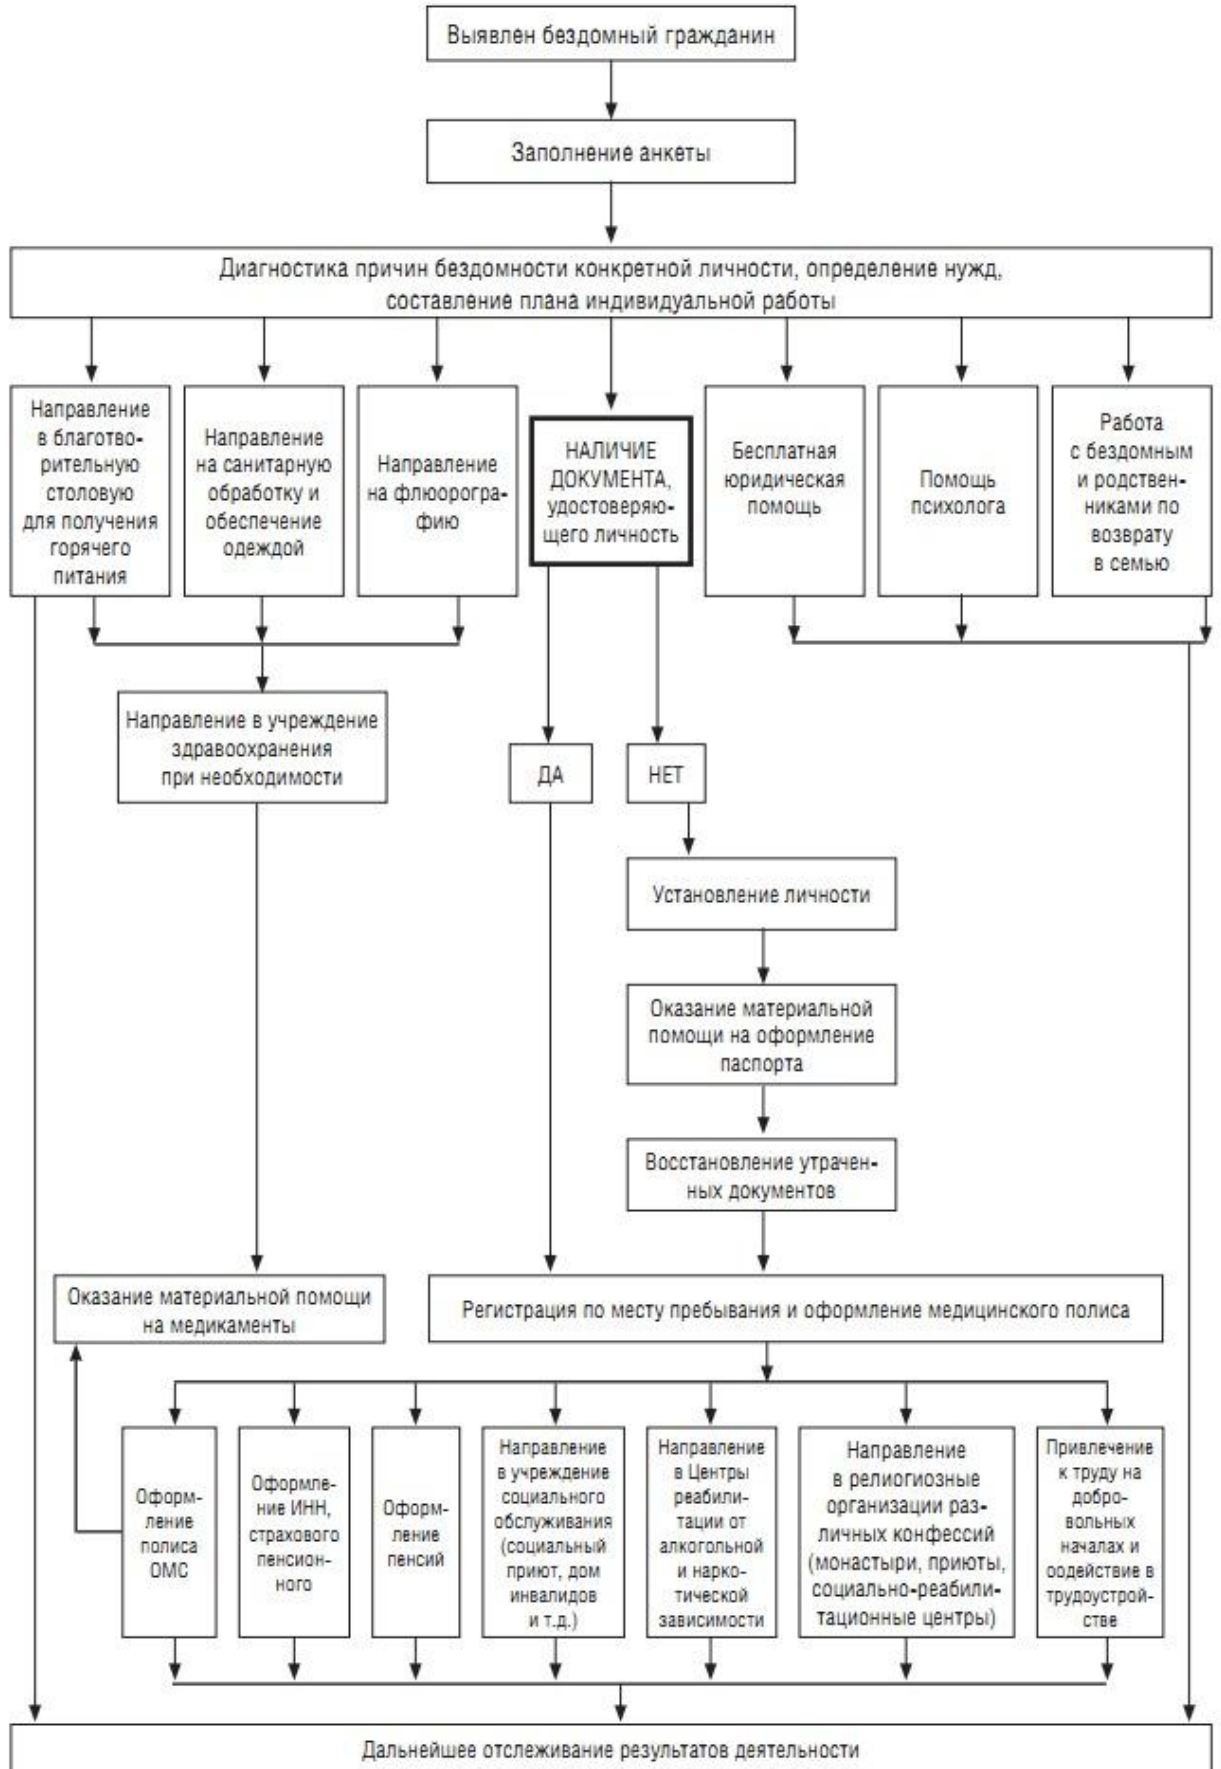 Выявлен бездомный гражданин
Заполнение анкеты
Диагностика причин бездомности конкретной личности, определение нужд,
составление плана индивидуальной работы
Направление
в благотво-
рительную
столовую
для получения
горячего
питания
Направление
на санитарную
обработку и
обеспечение
одеждой
Направление
на флюорогра-
фию
НАЛИЧИЕ
ДОКУМЕНТА,
удостоверяю-
щего личность
Бесплатная
юридическая
помощь
Помощь
психолога
Работа
с бездомным
и родствен-
никами по
возврату
в семью
Направление в учреждение
здравоохранения
при необходимости
ДА
НЕТ
Установление личности
Оказание материальной
помощи на оформление
паспорта
Восстановление утрачен-
ных документов
Оказание материальной помощи
на медикаменты
Регистрация по месту пребывания и оформление медицинского полиса
Оформ-
ление
полиса
ОМС
Оформле-
ние ИНН,
страхового
пенсион-
ного
Оформ-
ление
пенсий
Направление
в учреждение
социального
обслуживания
(социальный
приют, дом
инвалидов
и т.д.)
Направление
в Центры
реабили-
тации от
алкогольной
и нарко-
тической
зависимости
Направление
в религиозные
организации раз-
личных конфессий
(монастыри, приюты,
социально-реабили-
тационные центры)
Привлечение
к труду на
добро-
вольных
началах и
оодействие в
трудоустрой-
стве
Дальнейшее отслеживание результатов деятельности